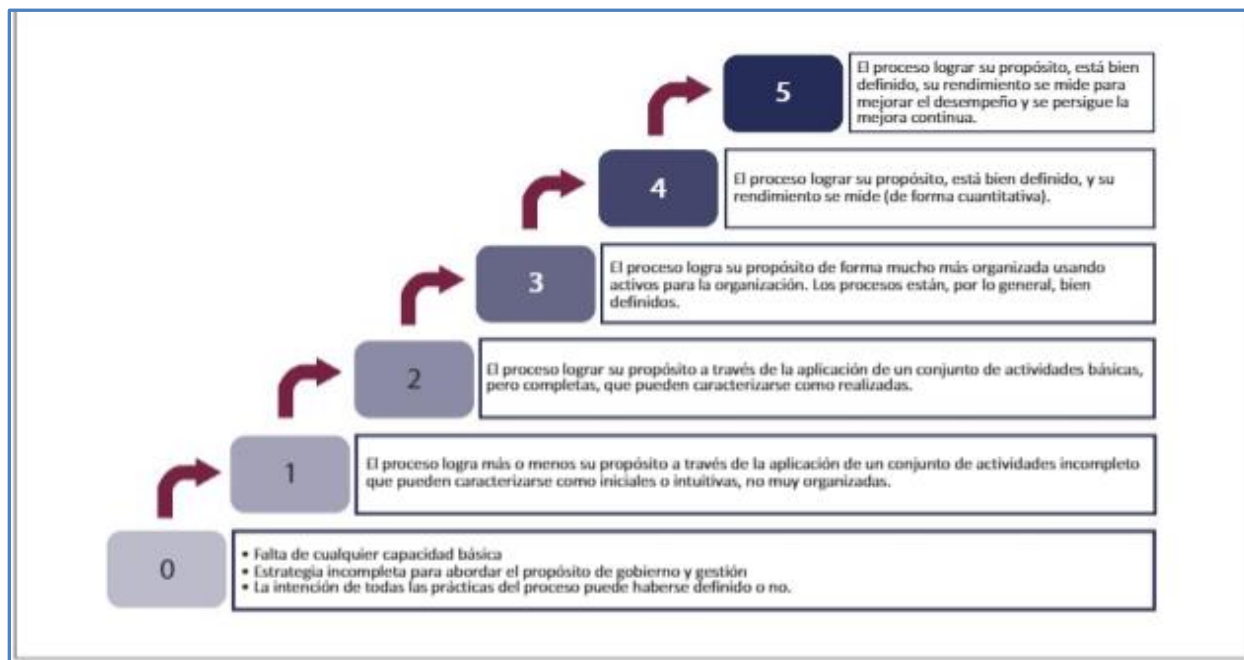 5
El proceso lograr su propósito, está bien
definido, su rendimiento se mide para
mejorar el desempeño y se persigue la
mejora continua.
4
El proceso lograr su propósito, está bien definido, y su
rendimiento se mide (de forma cuantitativa).
3
El proceso logra su propósito de forma mucho más organizada usando
activos para la organización. Los procesos están, por lo general, bien
definidos.
2
El proceso lograr su propósito a través de la aplicación de un conjunto de actividades básicas,
pero completas, que pueden caracterizarse como realizadas.
1
El proceso logra más o menos su propósito a través de la aplicación de un conjunto de actividades incompleto
que pueden caracterizarse como iniciales o intuitivas, no muy organizadas.
0
• Falta de cualquier capacidad básica
• Estrategia incompleta para abordar el propósito de gobierno y gestión
• La intención de todas las prácticas del proceso puede haberse definido o no.